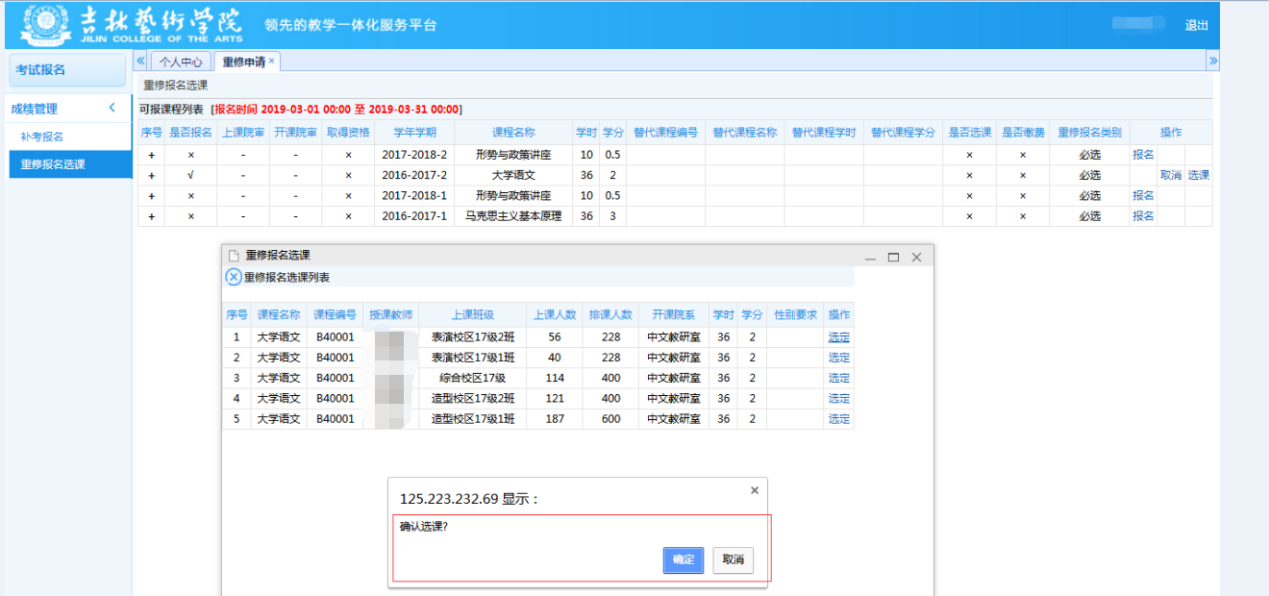 吉林藝術学院 领先的教学一体化服务平台 退出
JILIN COLLEGE OF THE ARTS
考试报名
成绩管理
补考报名
重修报名选课
« 个人中心 重修申请 × »
重修报名选课
可报课程列表 [报名时间 2019-03-01 00:00 至 2019-03-31 00:00]
序号 是否报名 上课院审 开课院审 取得资格 学年学期 课程名称 学时 学分 替代课程编号 替代课程名称 替代课程学时 替代课程学分 是否选课 是否缴费 重修报名类别 操作
+ × - - × 2017-2018-2 形势与政策讲座 10 0.5 × × 必选 报名
+ √ - - × 2016-2017-2 大学语文 36 2 × × 必选 取消 选课
+ × - - × 2017-2018-1 形势与政策讲座 10 0.5 × × 必选 报名
+ × - - × 2016-2017-1 马克思主义基本原理 36 3 × × 必选 报名
重修报名选课
重修报名选课列表
序号 课程名称 课程编号 授课教师 上课班级 上课人数 排课人数 开课院系 学时 学分 性别要求 操作
1 大学语文 B40001 表演校区17级2班 56 228 中文教研室 36 2 选定
2 大学语文 B40001 表演校区17级1班 40 228 中文教研室 36 2 选定
3 大学语文 B40001 综合校区17级 114 400 中文教研室 36 2 选定
4 大学语文 B40001 造型校区17级2班 121 400 中文教研室 36 2 选定
5 大学语文 B40001 造型校区17级1班 187 600 中文教研室 36 2 选定
125.223.232.69 显示：
确认选课?
确定 取消